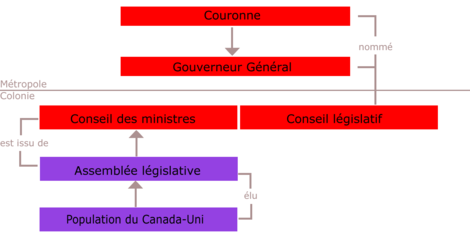 Couronne
nommé
Gouverneur Général
Métropole
Colonie
Conseil des ministres
Conseil législatif
est issu de
Assemblée législative
élu
Population du Canada-Uni